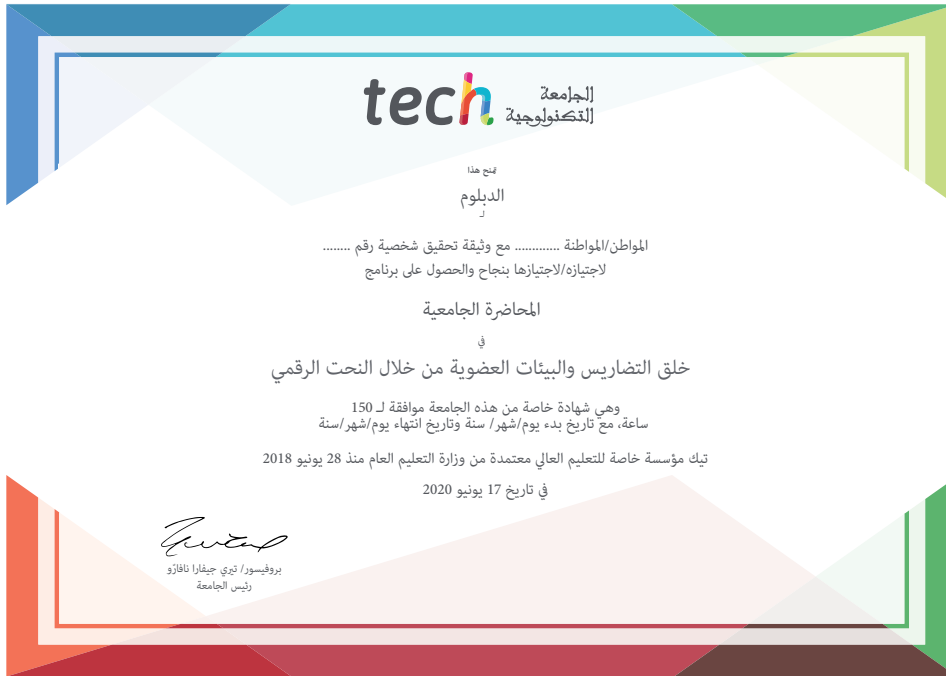 tech الجامعة
التكنولوجية
تمنح هذا
الدبلوم
لـ
المواطن/المواطنة ............. مع وثيقة تحقيق شخصية رقم ........
لاجتيازه/لاجتيازها بنجاح والحصول على برنامج
المحاضرة الجامعية
في
خلق التضاريس والبيئات العضوية من خلال النحت الرقمي
وهي شهادة خاصة من هذه الجامعة موافقة لـ 150
ساعة، مع تاريخ بدء يوم/شهر/ سنة وتاريخ انتهاء يوم/شهر/سنة
تيك مؤسسة خاصة للتعليم العالي معتمدة من وزارة التعليم العام منذ 28 يونيو 2018
في تاريخ 17 يونيو 2020
بروفيسور/ تيري جيفارا نافارّو
رئيس الجامعة